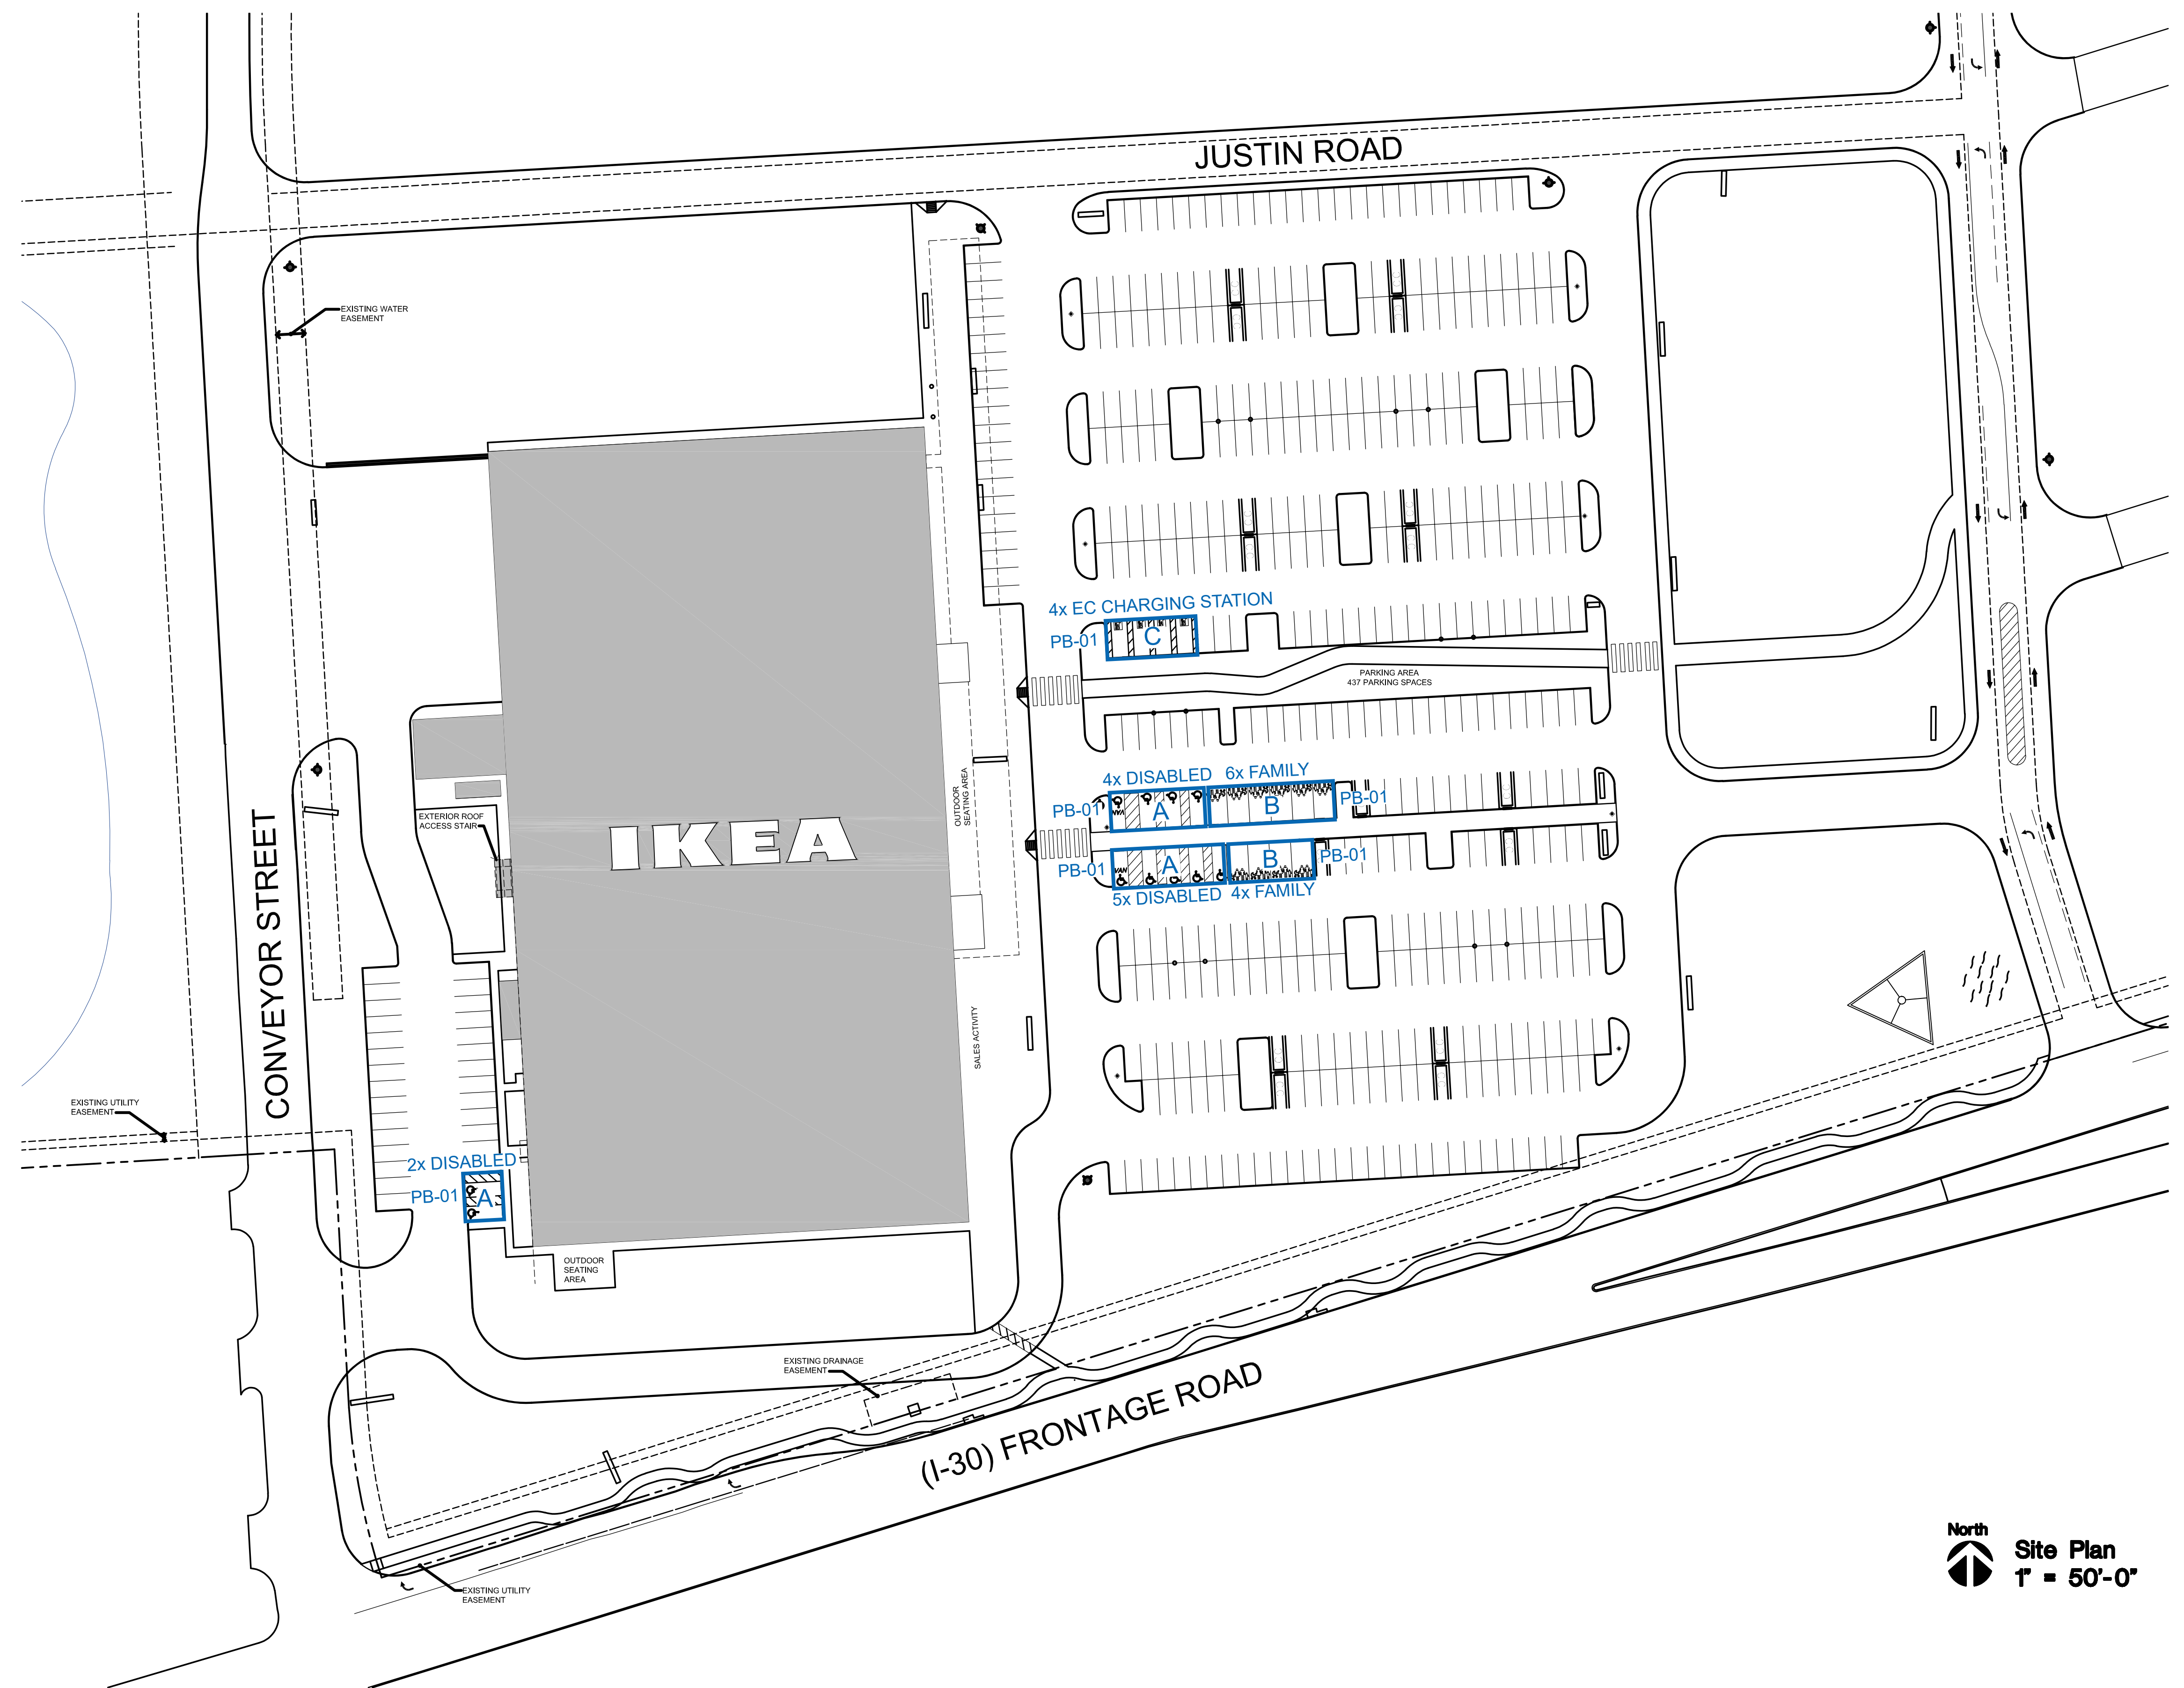 JUSTIN ROAD
EXISTING WATER
EASEMENT
4x EC CHARGING STATION
PB-01
C
PARKING AREA
437 PARKING SPACES
4x DISABLED
6x FAMILY
PB-01
A
B
PB-01
VAN
OUTDOOR
SEATING AREA
EXTERIOR ROOF
ACCESS STAIR
IKEA
PB-01
VAN
A
B
PB-01
5x DISABLED
4x FAMILY
CONVEYOR STREET
SALES ACTIVITY
EXISTING UTILITY
EASEMENT
2x DISABLED
PB-01
A
OUTDOOR
SEATING
AREA
EXISTING DRAINAGE
EASEMENT
(I-30) FRONTAGE ROAD
EXISTING UTILITY
EASEMENT
North
Site Plan
1" = 50'-0"